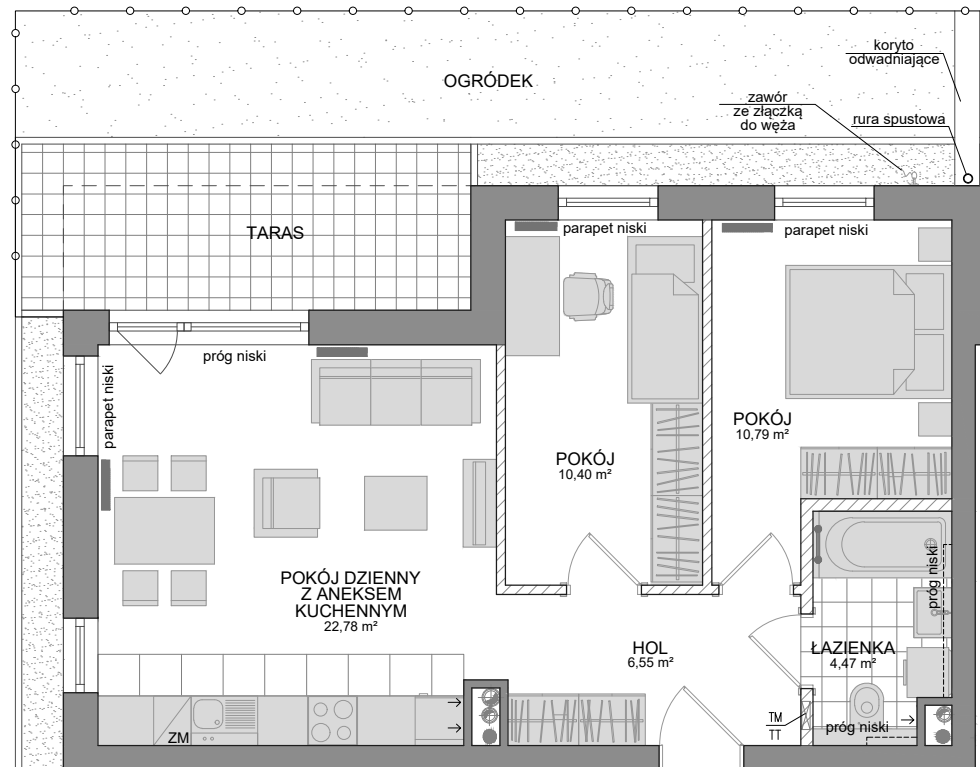 OGRÓDEK
koryto
odwadniające
zawór
ze złączką
do węża
rura spustowa
TARAS
parapet niski
parapet niski
próg niski
parapet niski
POKÓJ
10,79 m²
POKÓJ
10,40 m²
próg niski
POKÓJ DZIENNY
Z ANEKSEM
KUCHENNYM
22,78 m²
HOL
6,55 m²
ŁAZIENKA
4,47 m²
TM
TT
próg niski
ZM